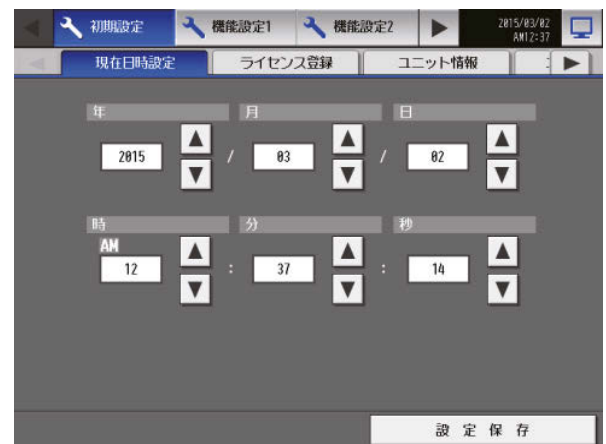 初期設定 機能設定1 機能設定2 2015/03/02
AM12:37
現在日時設定 ライセンス登録 ユニット情報
年 月 日
2015 / 03 / 02
時 分 秒
AM
12 : 37 : 14
設定保存